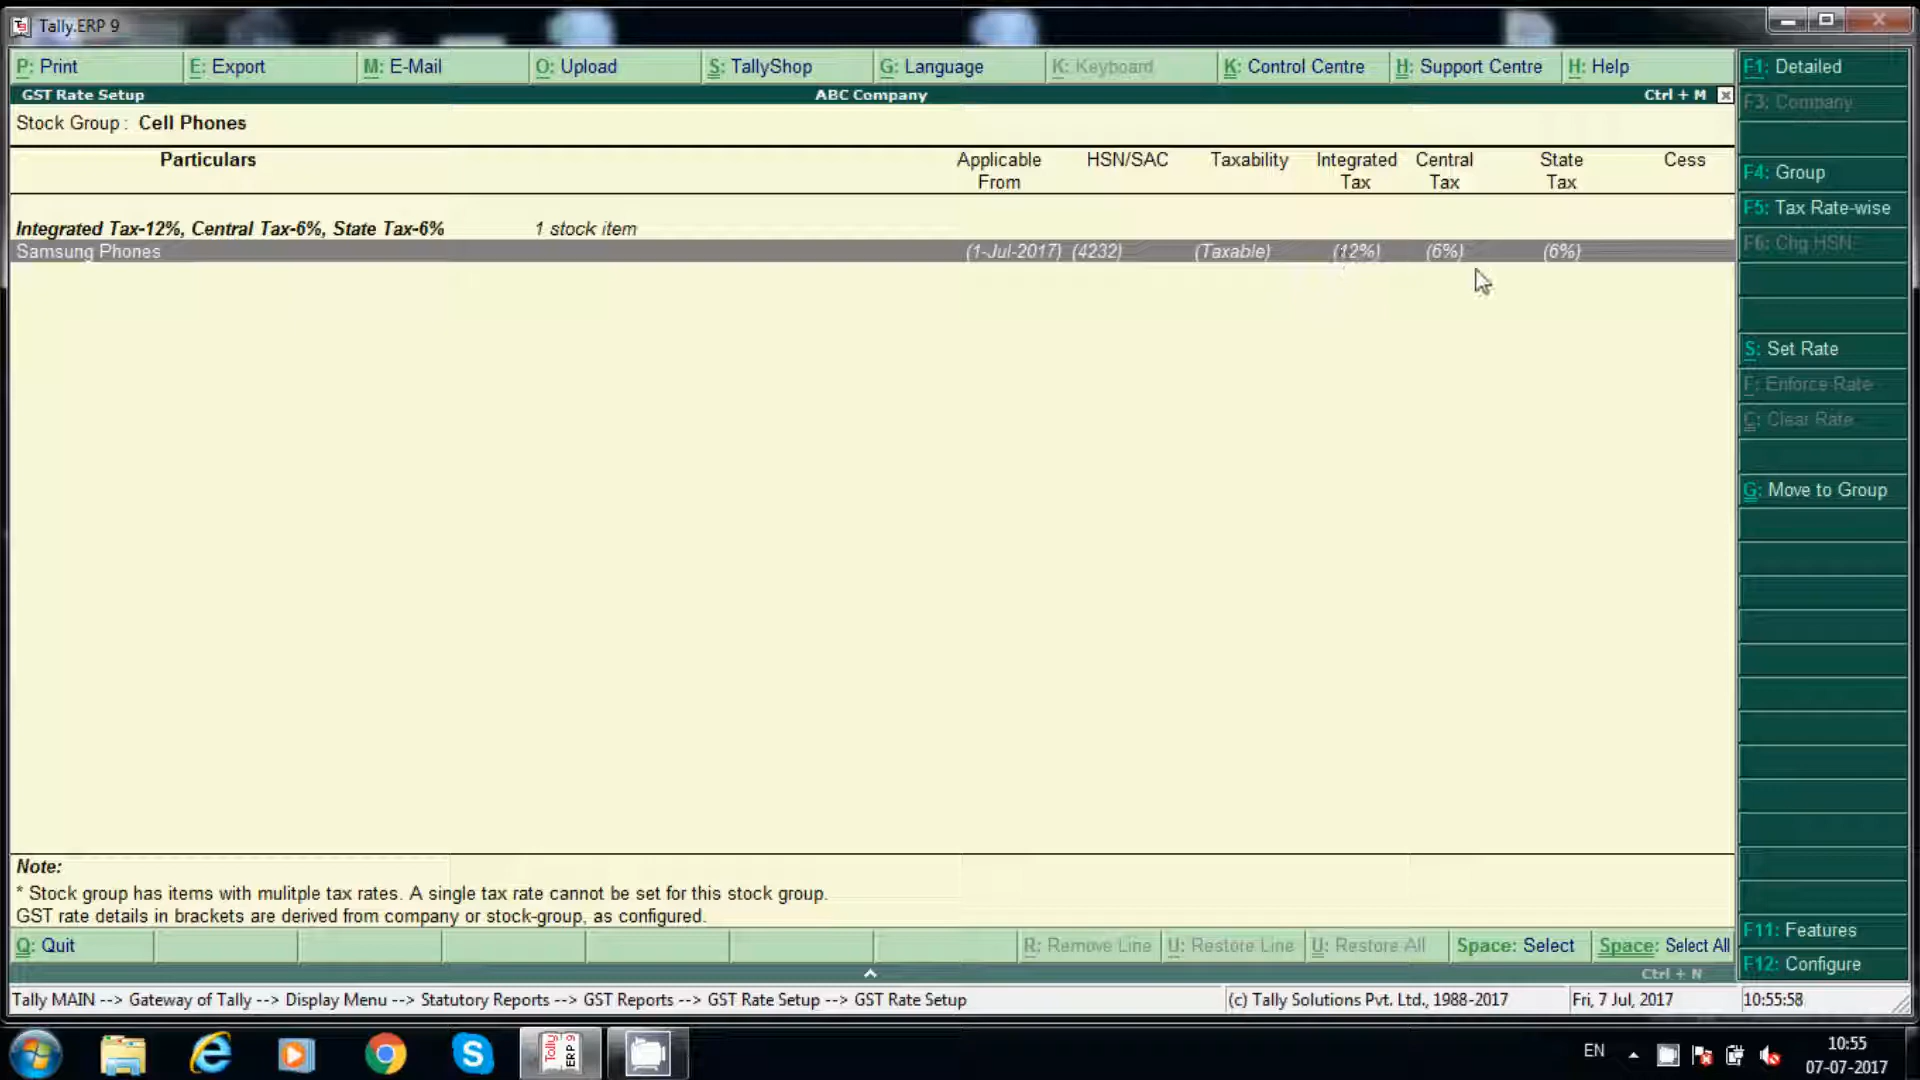 Tally.ERP 9
P: Print E: Export M: E-Mail O: Upload S: TallyShop G: Language K: Keyboard K: Control Centre H: Support Centre H: Help
GST Rate Setup ABC Company Ctrl + M
Stock Group : Cell Phones
Particulars Applicable From HSN/SAC Taxability Integrated Tax Central Tax State Tax Cess
Integrated Tax-12%, Central Tax-6%, State Tax-6% 1 stock item
Samsung Phones (1-Jul-2017) (4232) (Taxable) (12%) (6%) (6%)
Note:
* Stock group has items with mulitple tax rates. A single tax rate cannot be set for this stock group.
GST rate details in brackets are derived from company or stock-group, as configured.
Q: Quit R: Remove Line U: Restore Line U: Restore All Space: Select Space: Select All
Ctrl + N
F1: Detailed
F3: Company
F4: Group
F5: Tax Rate-wise
F6: Chg HSN
S: Set Rate
F: Enforce Rate
C: Clear Rate
G: Move to Group
F11: Features
F12: Configure
Tally MAIN --> Gateway of Tally --> Display Menu --> Statutory Reports --> GST Reports --> GST Rate Setup --> GST Rate Setup (c) Tally Solutions Pvt. Ltd., 1988-2017 Fri, 7 Jul, 2017 10:55:58
Tally ERP 9
EN
10:55
07-07-2017